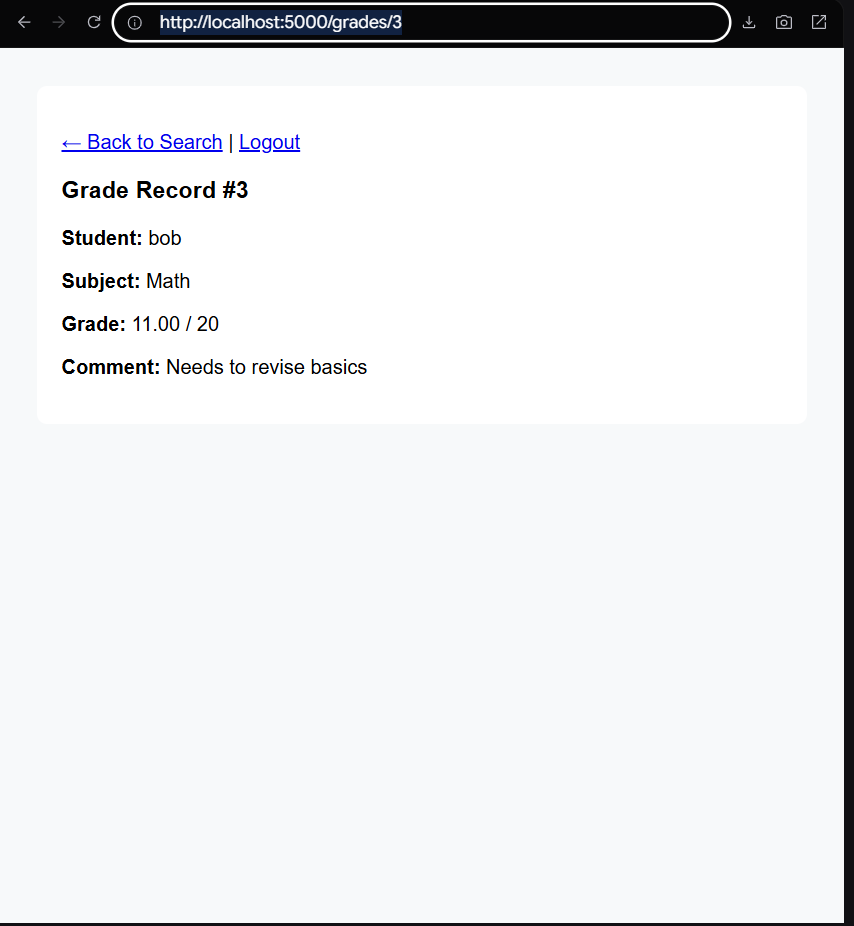 http://localhost:5000/grades/3
← Back to Search | Logout
Grade Record #3
Student: bob
Subject: Math
Grade: 11.00 / 20
Comment: Needs to revise basics